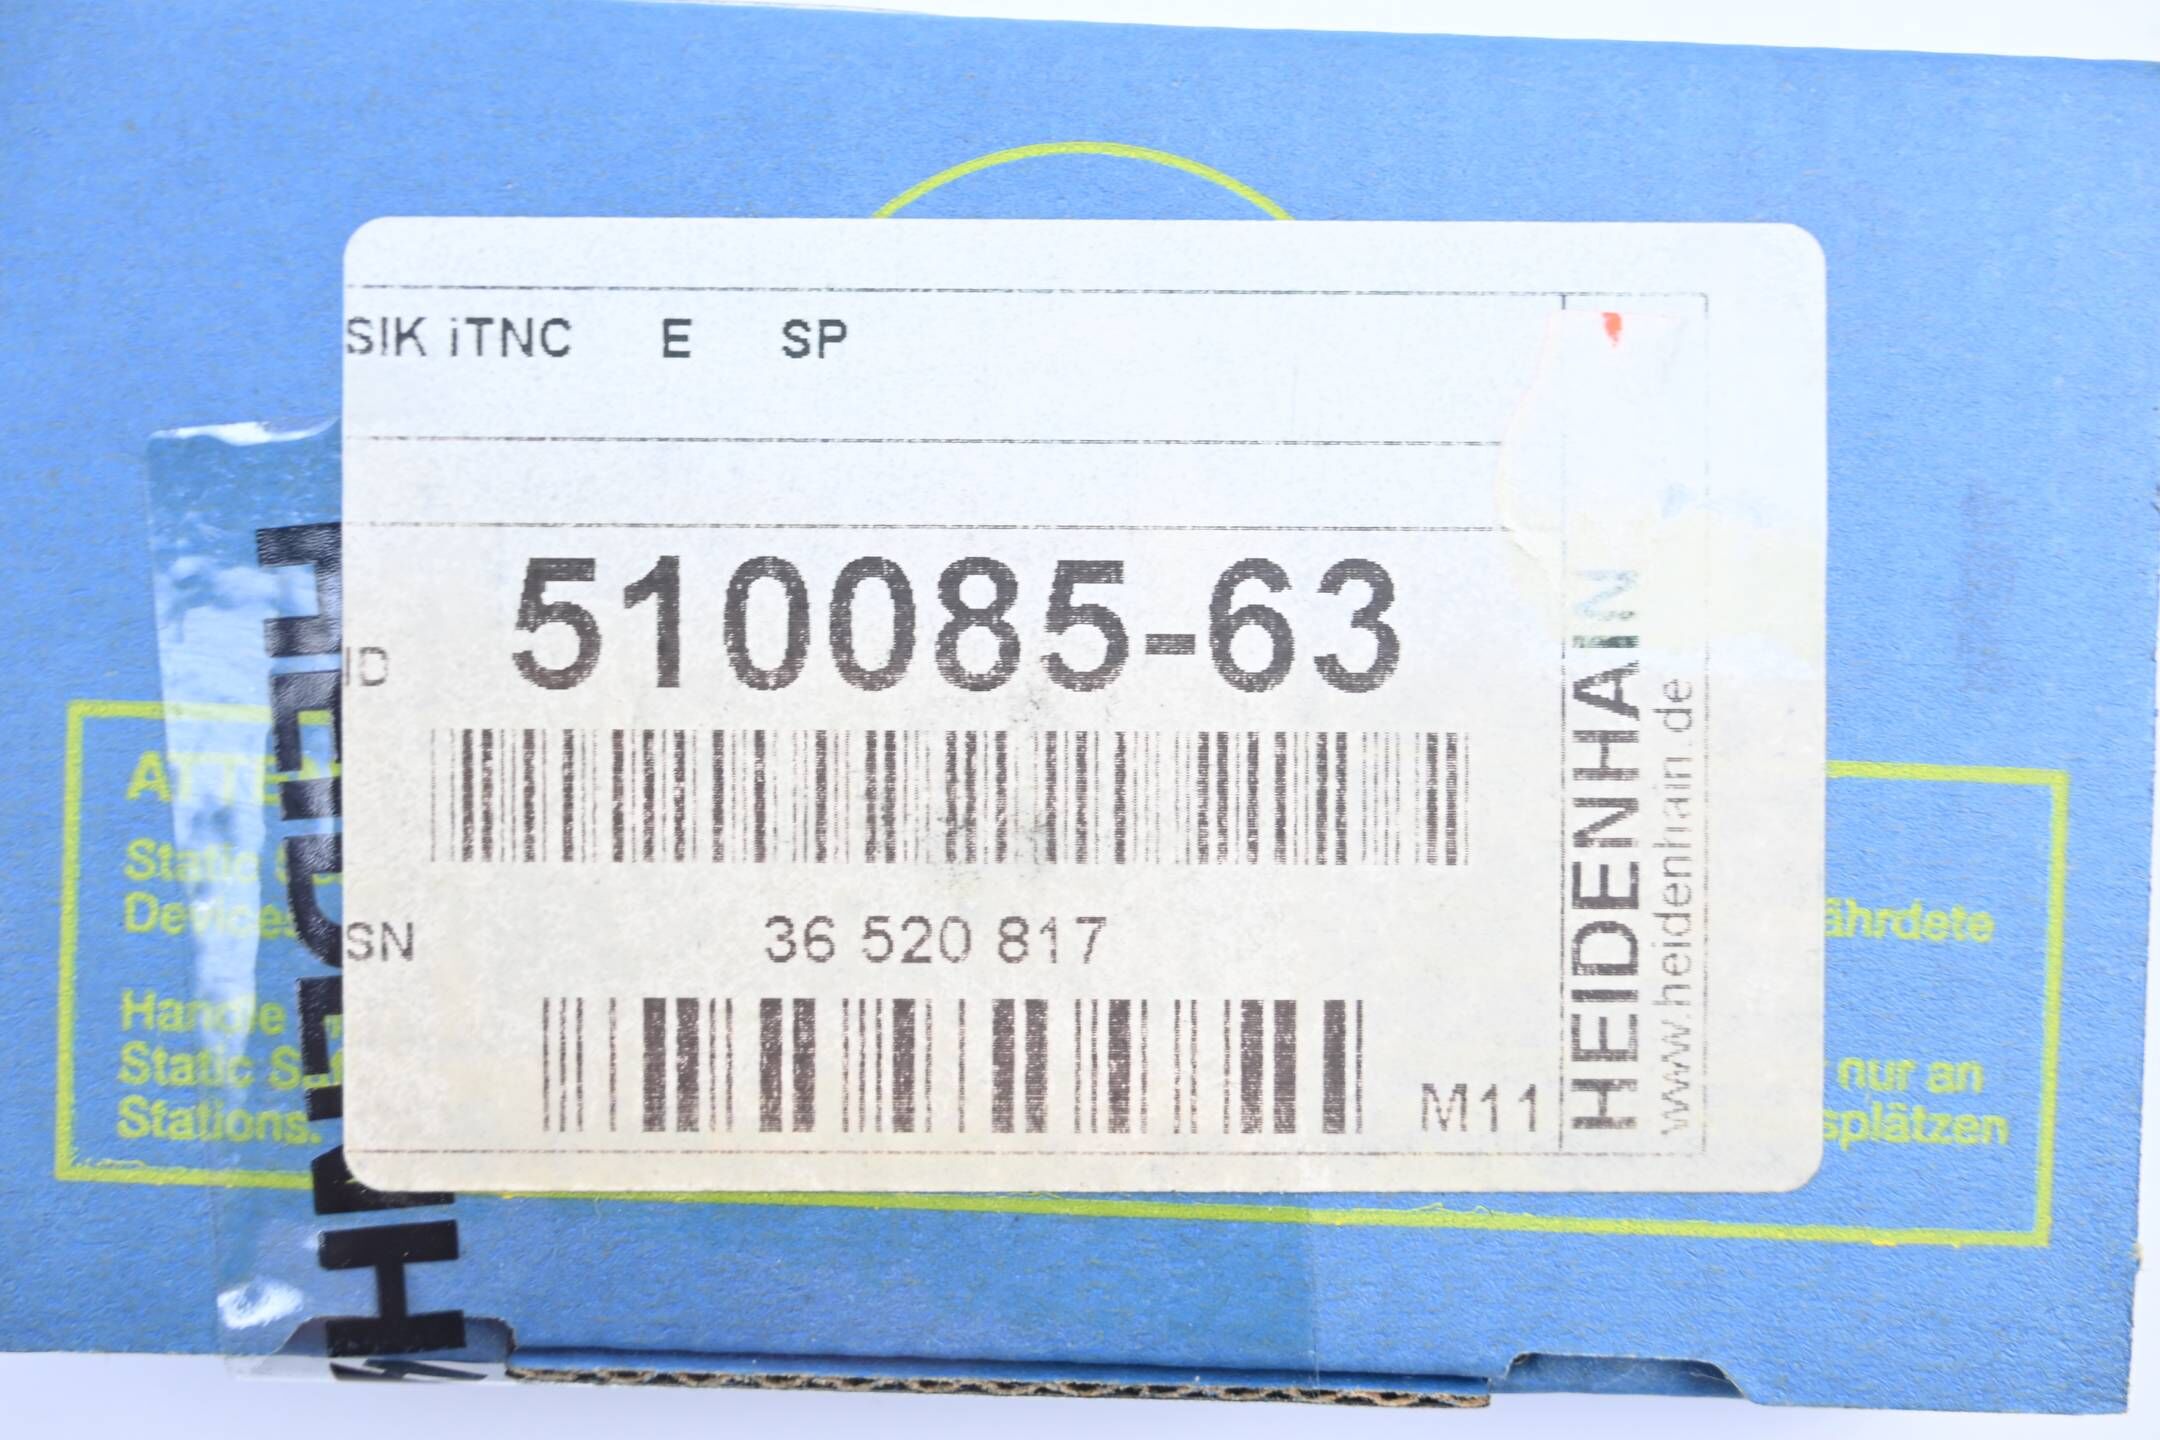 SIK iTNC E SP
ID 510085-63
SN 36 520 817
M11
HEIDENHAIN
www.heidenhain.de
HEIDENH
Static
Devices
Handle
Static
Stations.
ährdete
nur an
splätzen